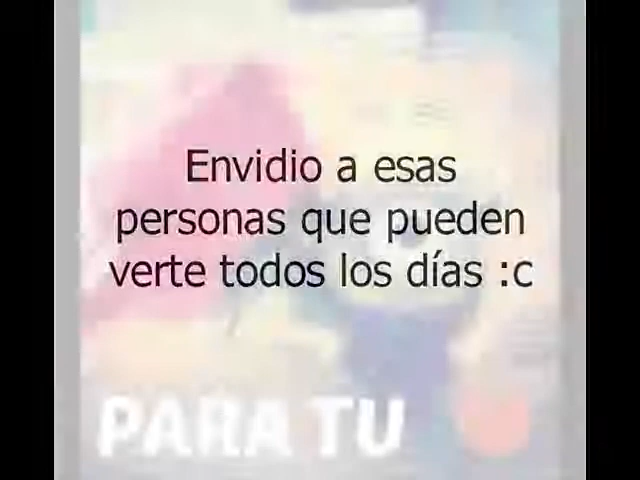 Envidio a esas
personas que pueden
verte todos los días :c
PARA TU